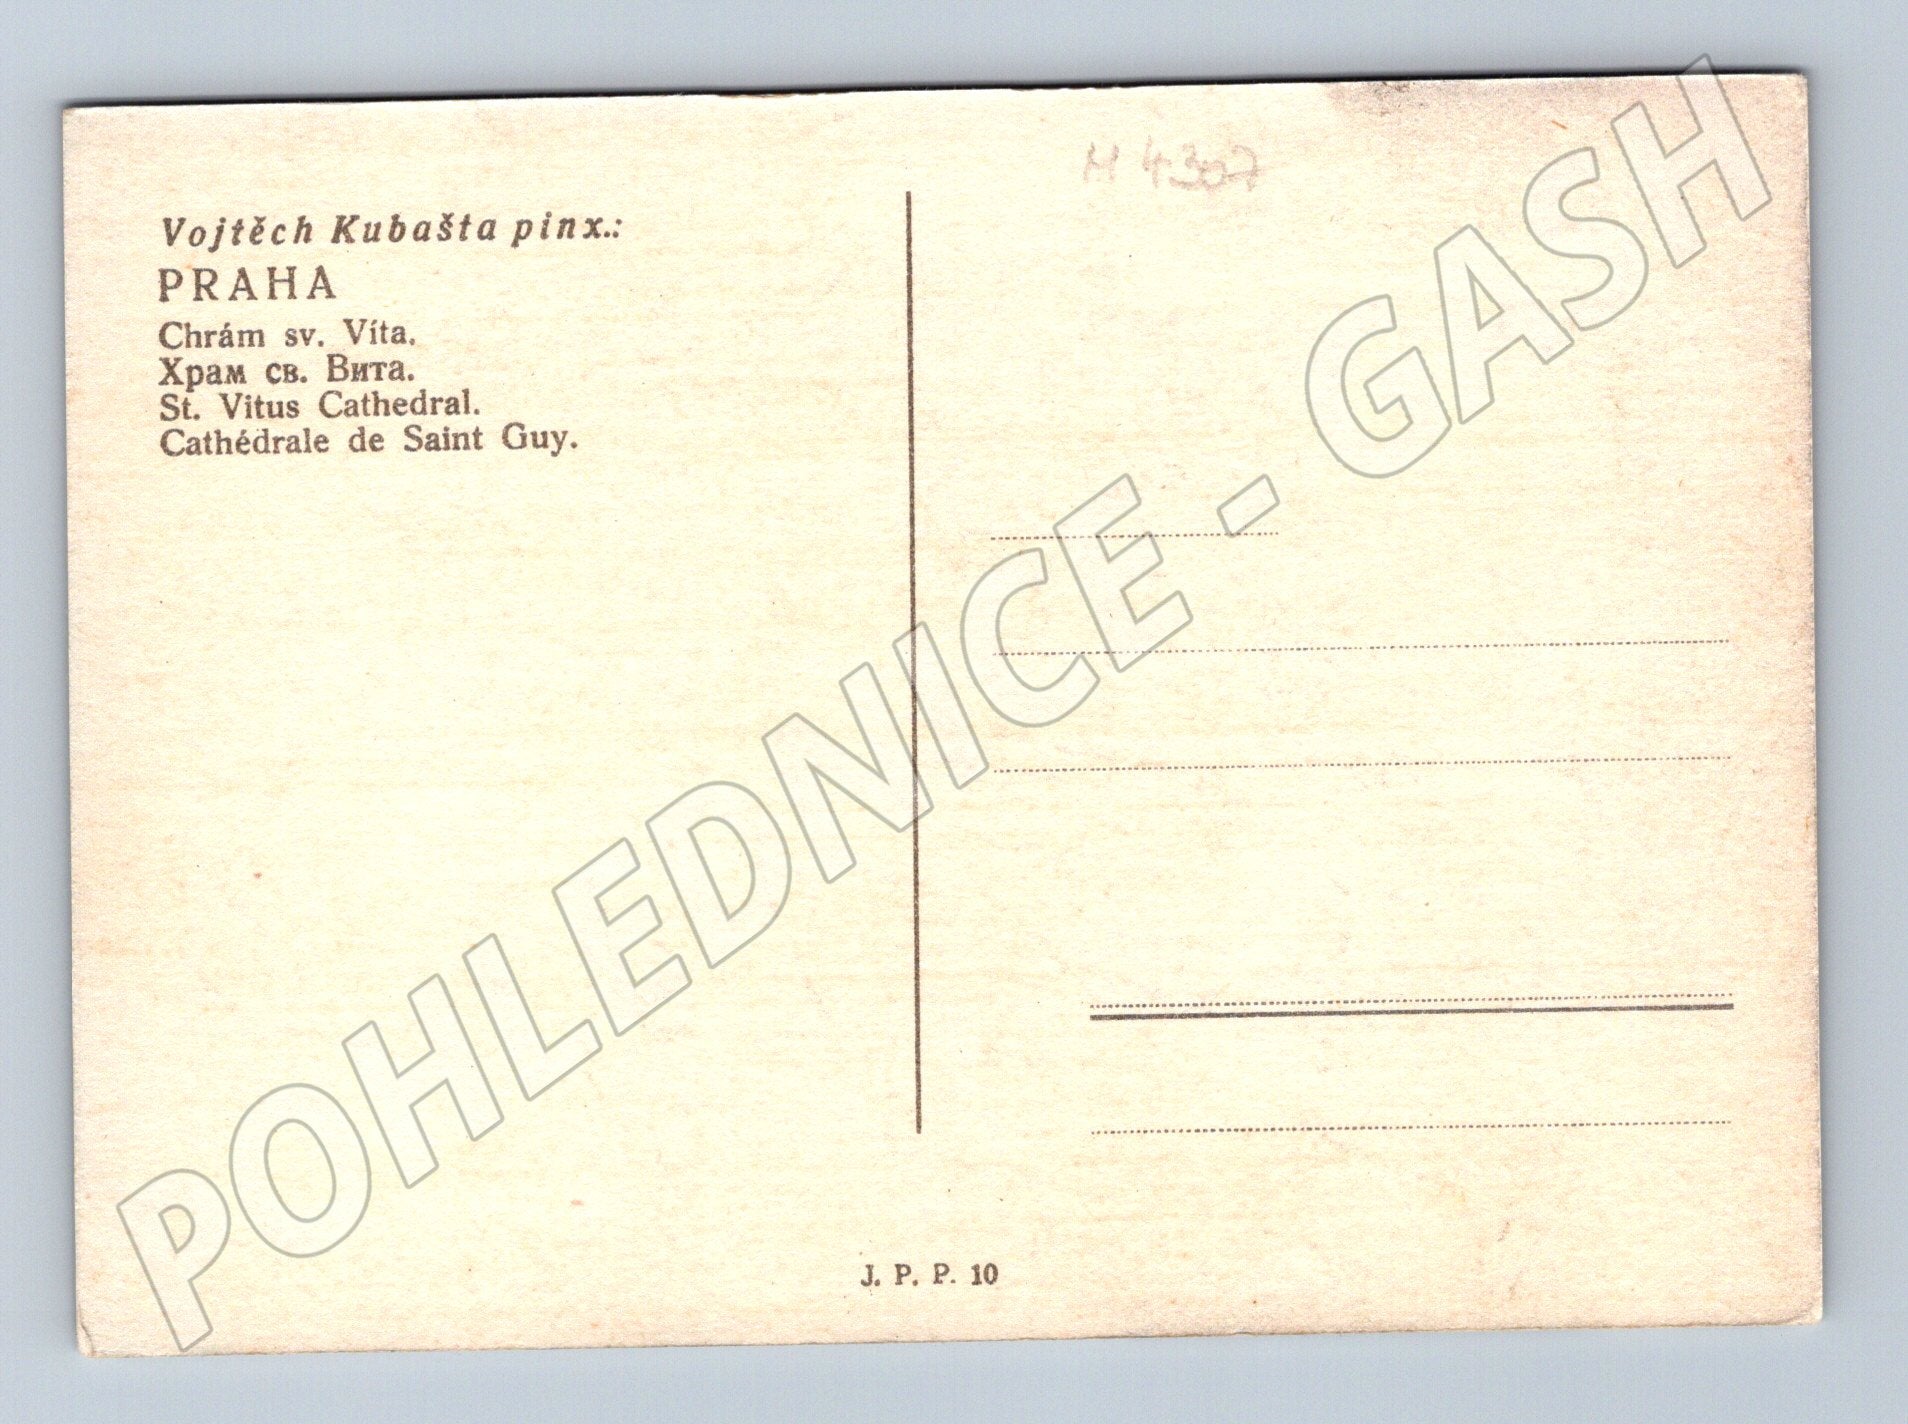 M 4307
Vojtěch Kubašta pinx.:
PRAHA
Chrám sv. Víta.
Храм св. Вита.
St. Vitus Cathedral.
Cathédrale de Saint Guy.
POHLEDNICE - GASH
J. P. P. 10